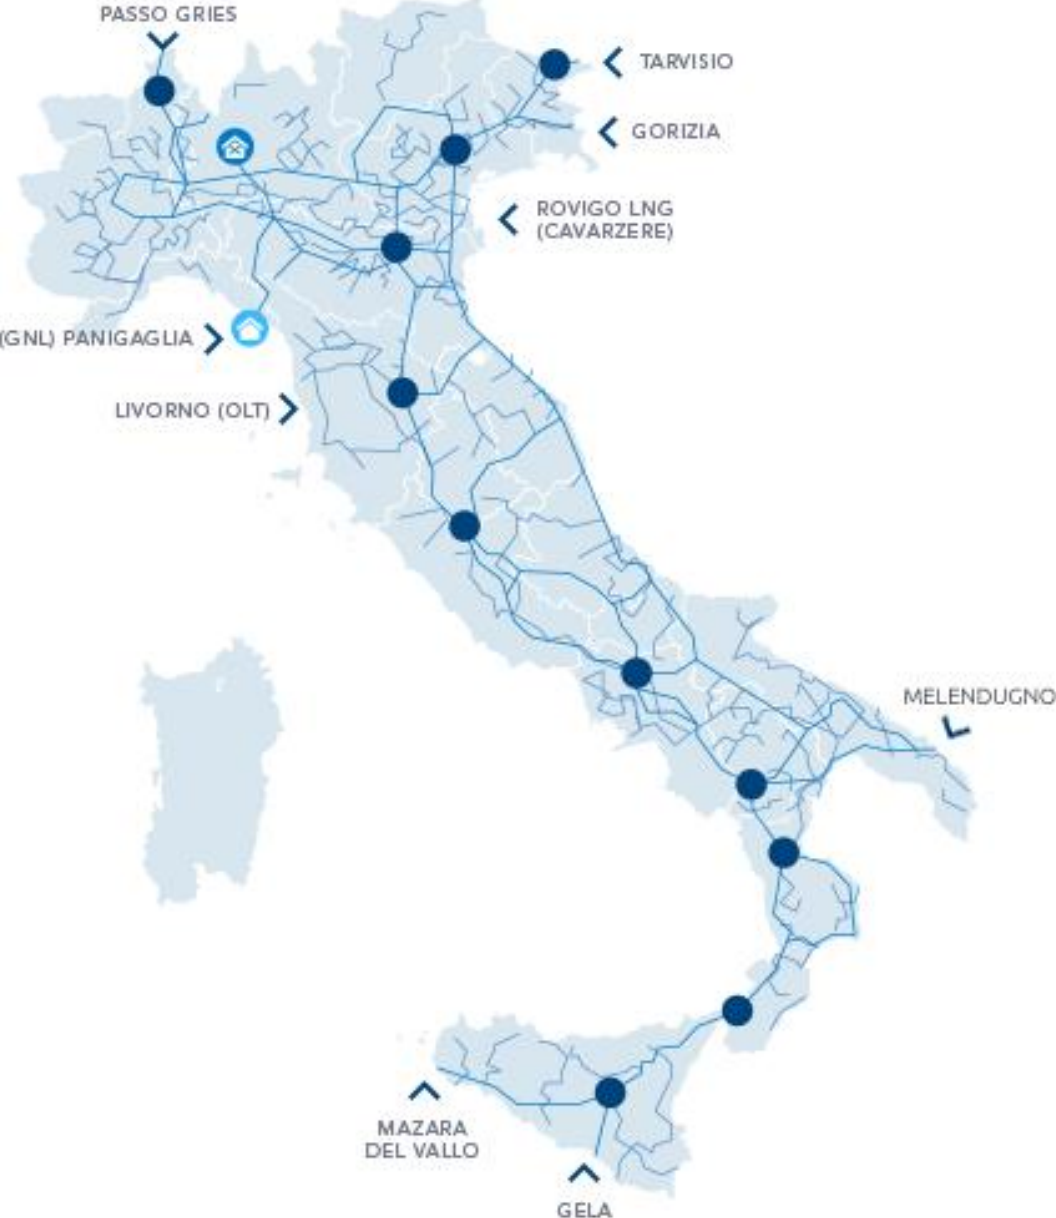 PASSO GRIES
TARVISIO
GORIZIA
ROVIGO LNG
(CAVARZERE)
(GNL) PANIGAGLIA
LIVORNO (OLT)
MELENDUGNO
MAZARA
DEL VALLO
GELA